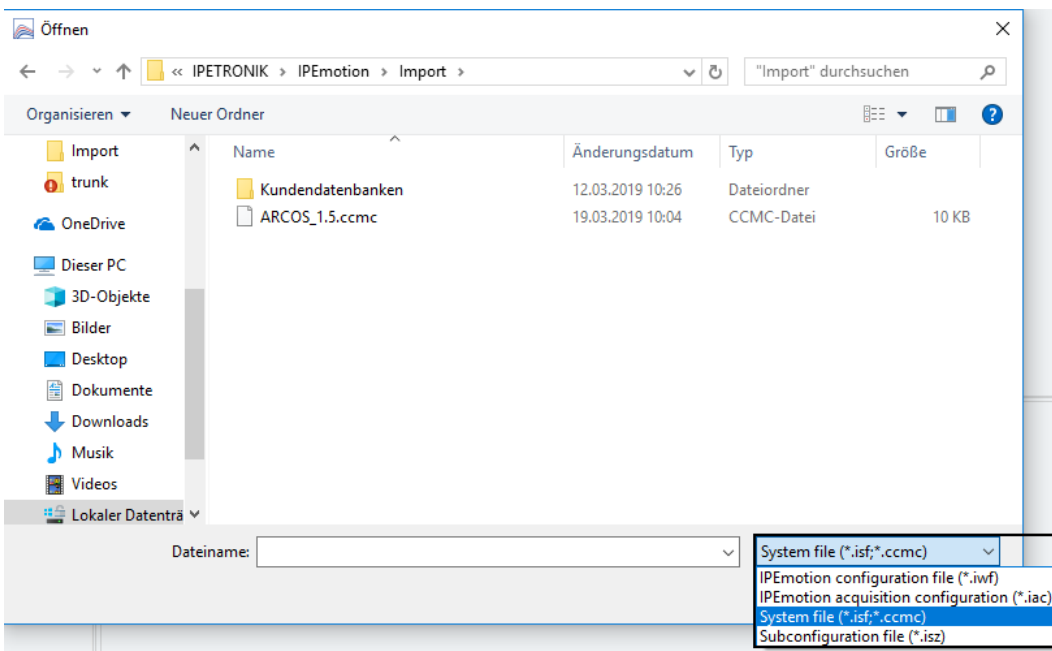 Öffnen
« IPETRONIK > IPEmotion > Import >
"Import" durchsuchen
Organisieren
Neuer Ordner
Import
trunk
OneDrive
Dieser PC
3D-Objekte
Bilder
Desktop
Dokumente
Downloads
Musik
Videos
Lokaler Datenträ
Name Änderungsdatum Typ Größe
Kundendatenbanken 12.03.2019 10:26 Dateiordner
ARCOS_1.5.ccmc 19.03.2019 10:04 CCMC-Datei 10 KB
Dateiname:
System file (*.isf;*.ccmc)
IPEmotion configuration file (*.iwf)
IPEmotion acquisition configuration (*.iac)
System file (*.isf;*.ccmc)
Subconfiguration file (*.isz)